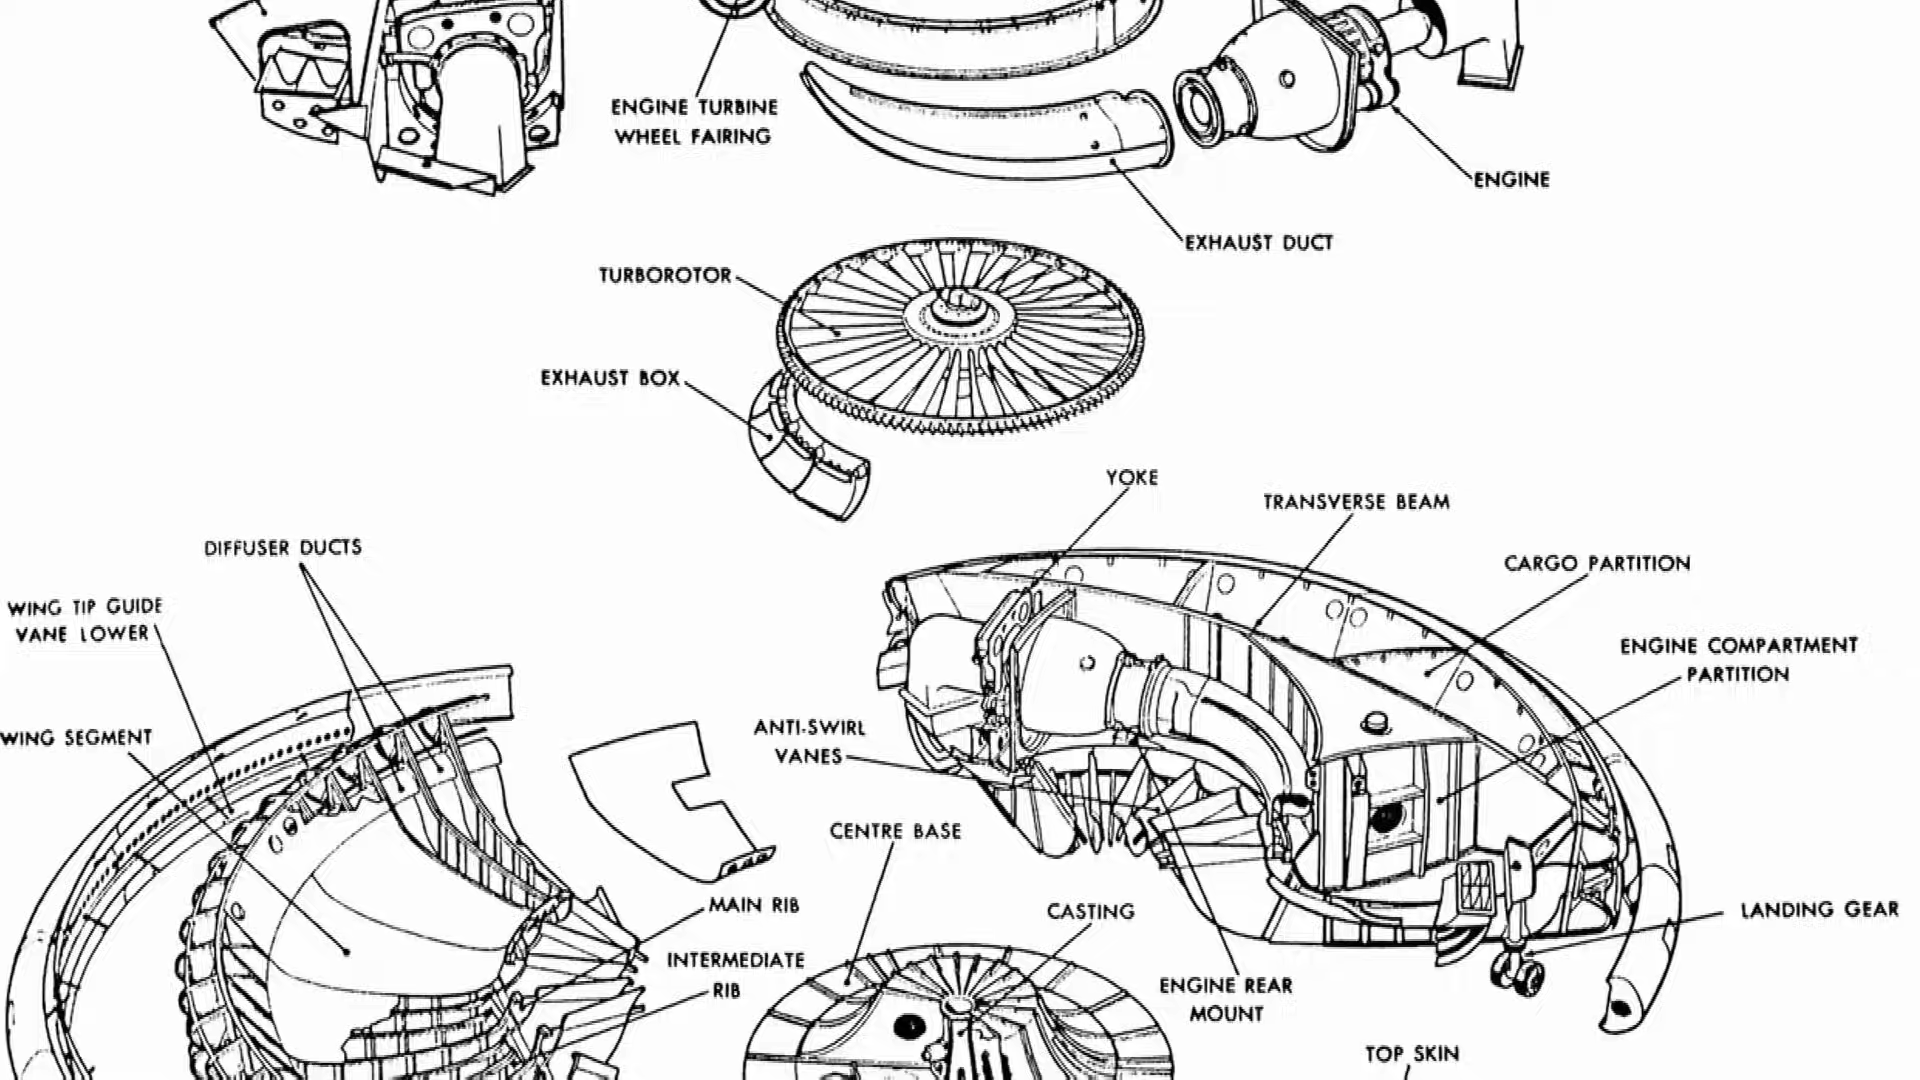 ENGINE TURBINE
WHEEL FAIRING
ENGINE
EXHAUST DUCT
TURBOROTOR
EXHAUST BOX
YOKE
TRANSVERSE BEAM
DIFFUSER DUCTS
CARGO PARTITION
WING TIP GUIDE
VANE LOWER
ENGINE COMPARTMENT
PARTITION
WING SEGMENT
ANTI-SWIRL
VANES
CENTRE BASE
MAIN RIB
CASTING
LANDING GEAR
INTERMEDIATE
RIB
ENGINE REAR
MOUNT
TOP SKIN